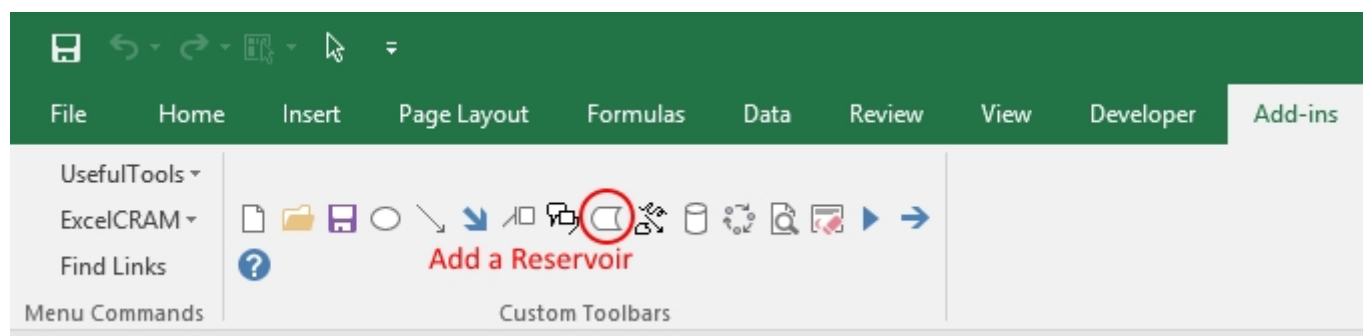 File Home Insert Page Layout Formulas Data Review View Developer Add-ins
UsefulTools
ExcelCRAM
Find Links
?
Add a Reservoir
Menu Commands
Custom Toolbars